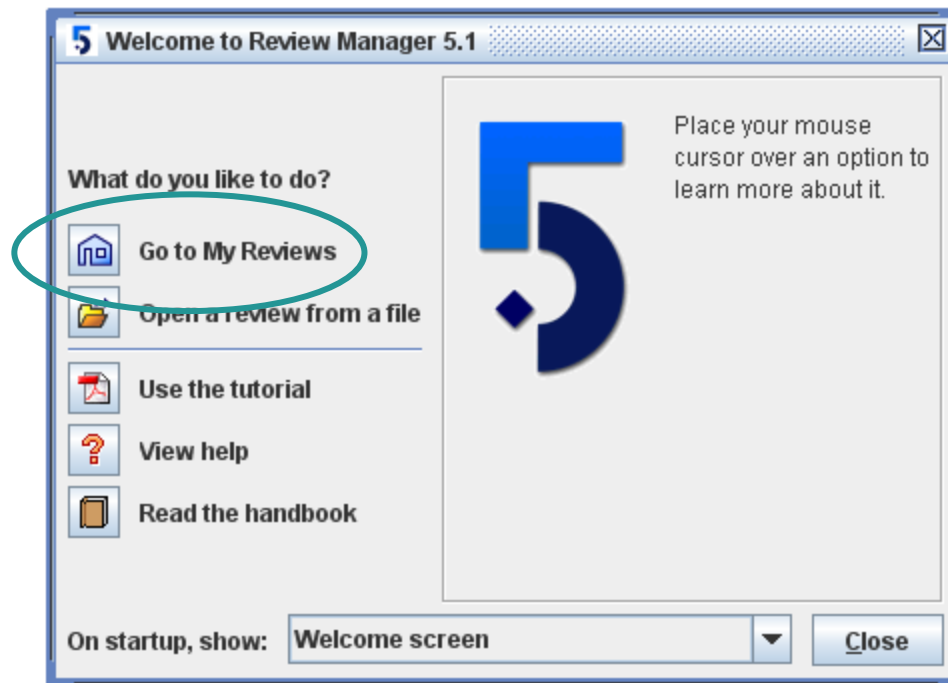 5 Welcome to Review Manager 5.1
What do you like to do?
Go to My Reviews
Open a review from a file
Use the tutorial
? View help
Read the handbook
5
Place your mouse
cursor over an option to
learn more about it.
On startup, show: Welcome screen Close